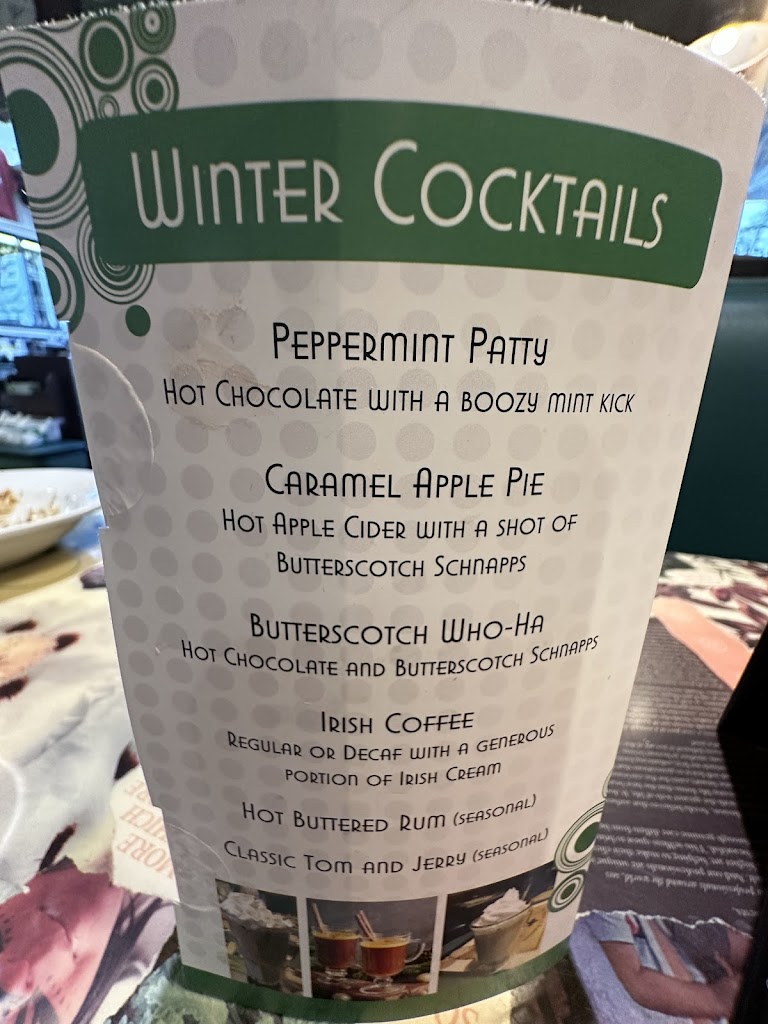 Winter Cocktails
Peppermint Patty
Hot Chocolate with a boozy mint kick
Caramel Apple Pie
Hot Apple Cider with a shot of
Butterscotch Schnapps
Butterscotch Who-Ha
Hot Chocolate and Butterscotch Schnapps
Irish Coffee
Regular or Decaf with a generous
portion of Irish Cream
Hot Buttered Rum (seasonal)
Classic Tom and Jerry (seasonal)
MORE